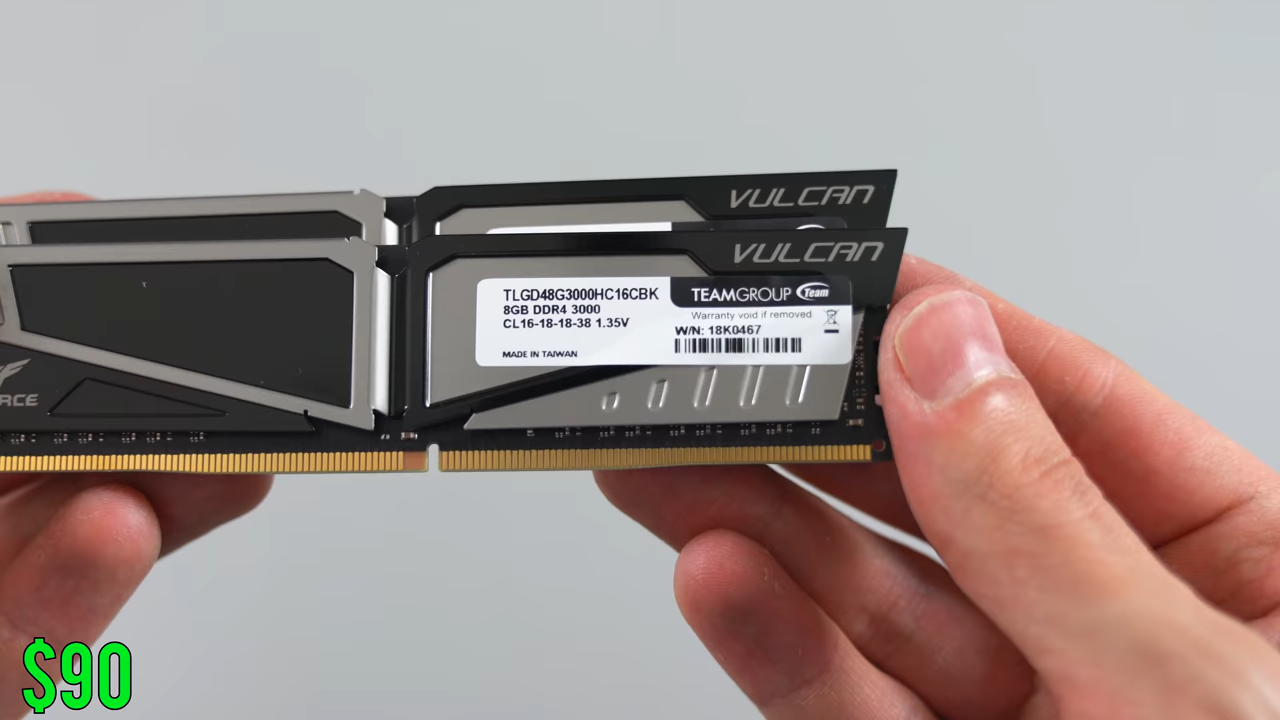 VULCAN
VULCAN
TLGD48G3000HC16CBK
8GB DDR4 3000
CL16-18-18-38 1.35V
MADE IN TAIWAN
TEAMGROUP Team
Warranty void if removed
W/N: 18K0467
RCE
$90